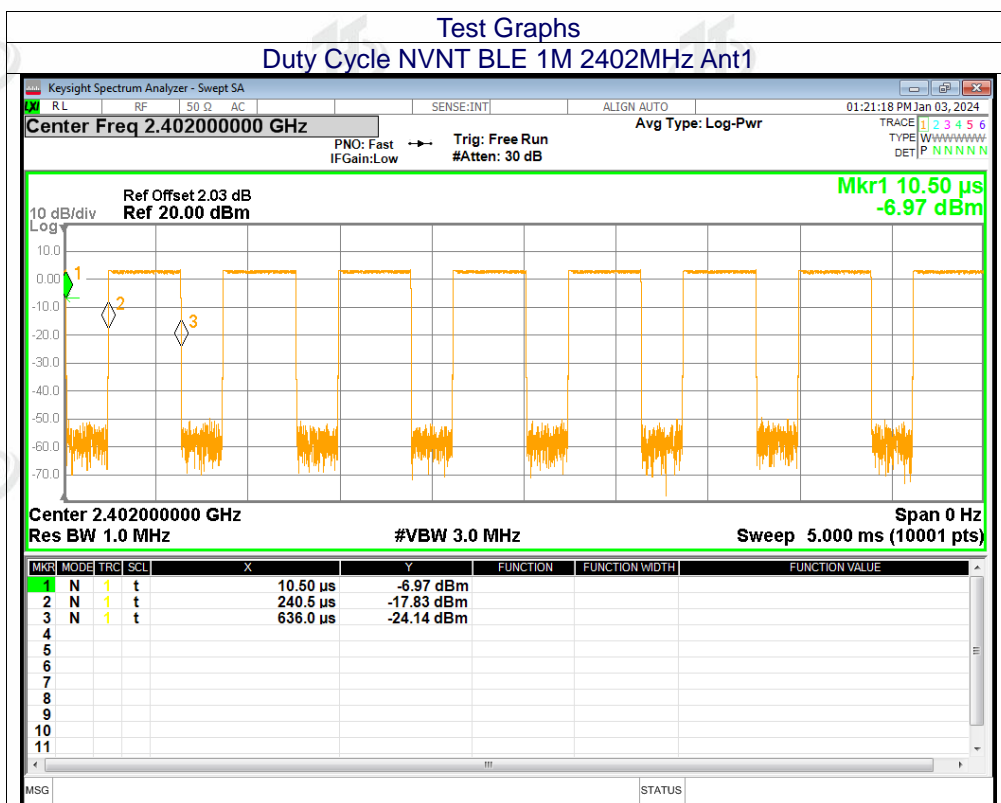 Test Graphs
Duty Cycle NVNT BLE 1M 2402MHz Ant1
Keysight Spectrum Analyzer - Swept SA
LXI RL RF 50 Ω AC SENSE:INT ALIGN AUTO 01:21:18 PM Jan 03, 2024
Center Freq 2.402000000 GHz Avg Type: Log-Pwr TRACE 1 2 3 4 5 6
PNO: Fast Trig: Free Run TYPE WWWWWW
IFGain:Low #Atten: 30 dB DET P N N N N N
Mkr1 10.50 µs
Ref Offset 2.03 dB -6.97 dBm
10 dB/div Ref 20.00 dBm
Log
10.0
0.00 1
-10.0 2
-20.0 3
-30.0
-40.0
-50.0
-60.0
-70.0
Center 2.402000000 GHz Span 0 Hz
Res BW 1.0 MHz #VBW 3.0 MHz Sweep 5.000 ms (10001 pts)
MKR MODE TRC SCL X Y FUNCTION FUNCTION WIDTH FUNCTION VALUE
1 N 1 t 10.50 µs -6.97 dBm
2 N 1 t 240.5 µs -17.83 dBm
3 N 1 t 636.0 µs -24.14 dBm
4
5
6
7
8
9
10
11
MSG STATUS